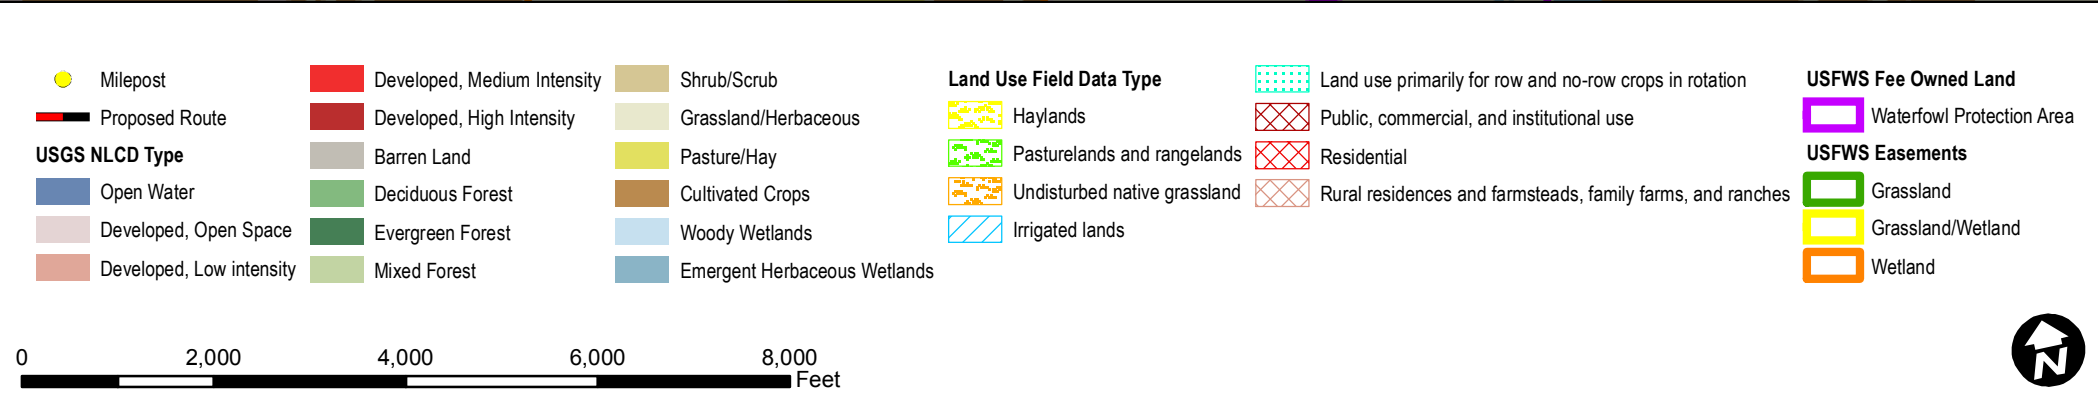 Milepost
Proposed Route
USGS NLCD Type
Open Water
Developed, Open Space
Developed, Low intensity
Developed, Medium Intensity
Developed, High Intensity
Barren Land
Deciduous Forest
Evergreen Forest
Mixed Forest
Shrub/Scrub
Grassland/Herbaceous
Pasture/Hay
Cultivated Crops
Woody Wetlands
Emergent Herbaceous Wetlands
Land Use Field Data Type
Haylands
Pasturelands and rangelands
Undisturbed native grassland
Irrigated lands
Land use primarily for row and no-row crops in rotation
Public, commercial, and institutional use
Residential
Rural residences and farmsteads, family farms, and ranches
USFWS Fee Owned Land
Waterfowl Protection Area
USFWS Easements
Grassland
Grassland/Wetland
Wetland
0 2,000 4,000 6,000 8,000
Feet
N